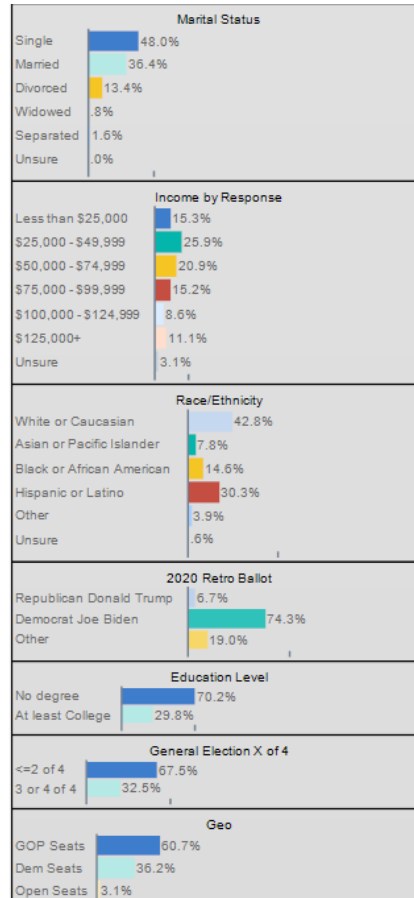 Marital Status
Single 48.0%
Married 36.4%
Divorced 13.4%
Widowed .8%
Separated 1.6%
Unsure .0%
Income by Response
Less than $25,000 15.3%
$25,000 - $49,999 25.9%
$50,000 - $74,999 20.9%
$75,000 - $99,999 15.2%
$100,000 - $124,999 8.6%
$125,000+ 11.1%
Unsure 3.1%
Race/Ethnicity
White or Caucasian 42.8%
Asian or Pacific Islander 7.8%
Black or African American 14.6%
Hispanic or Latino 30.3%
Other 3.9%
Unsure .6%
2020 Retro Ballot
Republican Donald Trump 6.7%
Democrat Joe Biden 74.3%
Other 19.0%
Education Level
No degree 70.2%
At least College 29.8%
General Election X of 4
<=2 of 4 67.5%
3 or 4 of 4 32.5%
Geo
GOP Seats 60.7%
Dem Seats 36.2%
Open Seats 3.1%